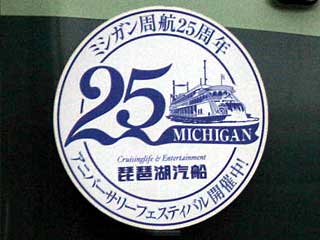 ミシガン周航25周年
25
MICHIGAN
Cruisinglife & Entertainment
琵琶湖汽船
アニバーサリーフェスティバル開催中!